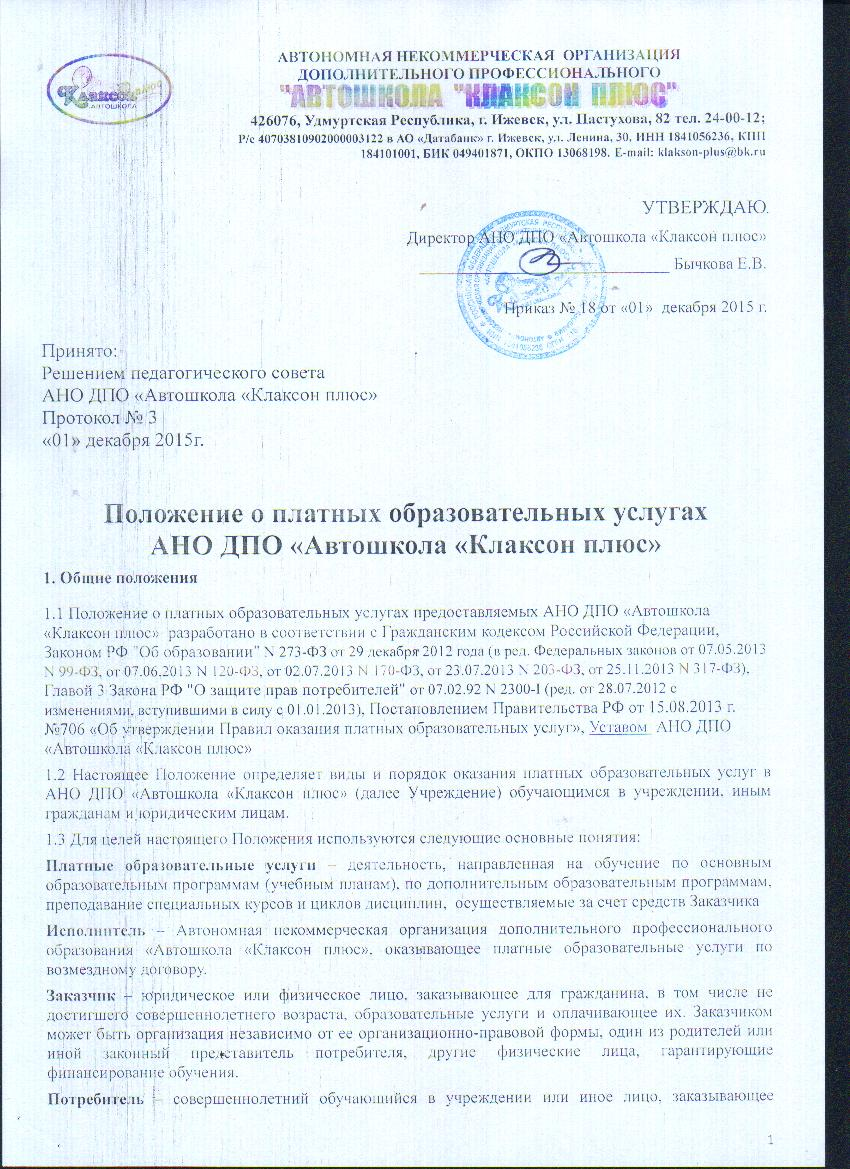 АВТОНОМНАЯ НЕКОММЕРЧЕСКАЯ ОРГАНИЗАЦИЯ
ДОПОЛНИТЕЛЬНОГО ПРОФЕССИОНАЛЬНОГО
"АВТОШКОЛА "КЛАКСОН ПЛЮС"
Клаксон плюс
АВТОШКОЛА
426076, Удмуртская Республика, г. Ижевск, ул. Пастухова, 82 тел. 24-00-12;
Р/с 40703810902000003122 в АО «Датабанк» г. Ижевск, ул. Ленина, 30, ИНН 1841056236, КПП
184101001, БИК 049401871, ОКПО 13068198. E-mail: klakson-plus@bk.ru
УТВЕРЖДАЮ.
Директор АНО ДПО «Автошкола «Клаксон плюс»
Бычкова Е.В.
Приказ № 18 от «01» декабря 2015 г.
Принято:
Решением педагогического совета
АНО ДПО «Автошкола «Клаксон плюс»
Протокол № 3
«01» декабря 2015г.
Положение о платных образовательных услугах
АНО ДПО «Автошкола «Клаксон плюс»
1. Общие положения
1.1 Положение о платных образовательных услугах предоставляемых АНО ДПО «Автошкола
«Клаксон плюс» разработано в соответствии с Гражданским кодексом Российской Федерации,
Законом РФ "Об образовании" N 273-ФЗ от 29 декабря 2012 года (в ред. Федеральных законов от 07.05.2013
N 99-ФЗ, от 07.06.2013 N 120-ФЗ, от 02.07.2013 N 170-ФЗ, от 23.07.2013 N 203-ФЗ, от 25.11.2013 N 317-ФЗ),
Главой 3 Закона РФ "О защите прав потребителей" от 07.02.92 N 2300-I (ред. от 28.07.2012 с
изменениями, вступившими в силу с 01.01.2013), Постановлением Правительства РФ от 15.08.2013 г.
№706 «Об утверждении Правил оказания платных образовательных услуг», Уставом АНО ДПО
«Автошкола «Клаксон плюс»
1.2 Настоящее Положение определяет виды и порядок оказания платных образовательных услуг в
АНО ДПО «Автошкола «Клаксон плюс» (далее Учреждение) обучающимся в учреждении, иным
гражданам и юридическим лицам.
1.3 Для целей настоящего Положения используются следующие основные понятия:
Платные образовательные услуги – деятельность, направленная на обучение по основным
образовательным программам (учебным планам), по дополнительным образовательным программам,
преподавание специальных курсов и циклов дисциплин, осуществляемые за счет средств Заказчика
Исполнитель – Автономная некоммерческая организация дополнительного профессионального
образования «Автошкола «Клаксон плюс», оказывающее платные образовательные услуги по
возмездному договору.
Заказчик – юридическое или физическое лицо, заказывающее для гражданина, в том числе не
достигшего совершеннолетнего возраста, образовательные услуги и оплачивающее их. Заказчиком
может быть организация независимо от ее организационно-правовой формы, один из родителей или
иной законный представитель потребителя, другие физические лица, гарантирующие
финансирование обучения.
Потребитель – совершеннолетний обучающийся в учреждении или иное лицо, заказывающее
1